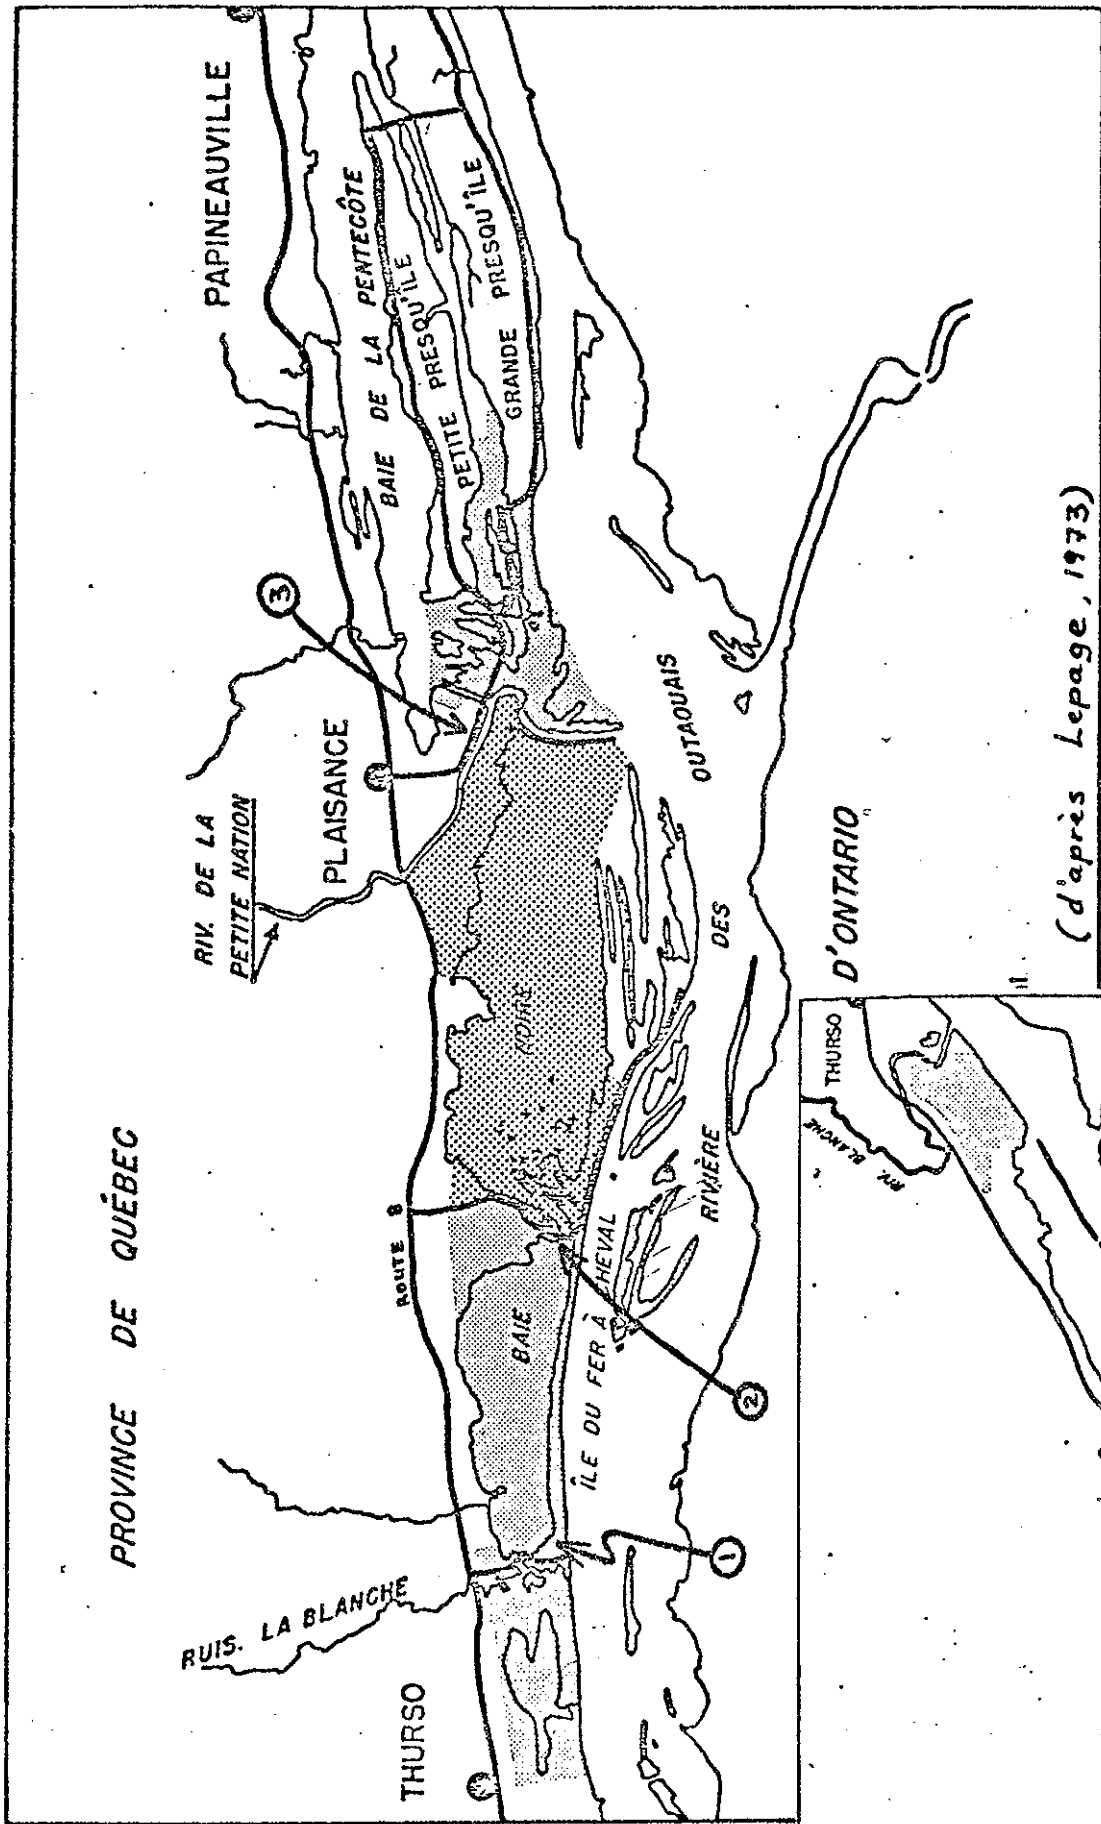 PROVINCE DE QUÉBEC
PAPINEAUVILLE
RIV. DE LA
PETITE NATION
PLAISANCE
3
BAIE DE LA PENTECÔTE
PETITE PRESQU'ÎLE
GRANDE PRESQU'ÎLE
RUIS. LA BLANCHE
THURSO
ROUTE 8
BAIE NOIRE
ÎLE DU FER À CHEVAL
1
2
RIVIÈRE DES OUTAOUAIS
D'ONTARIO
THURSO
RIV. BLANCHE
(d'après Lepage, 1973)